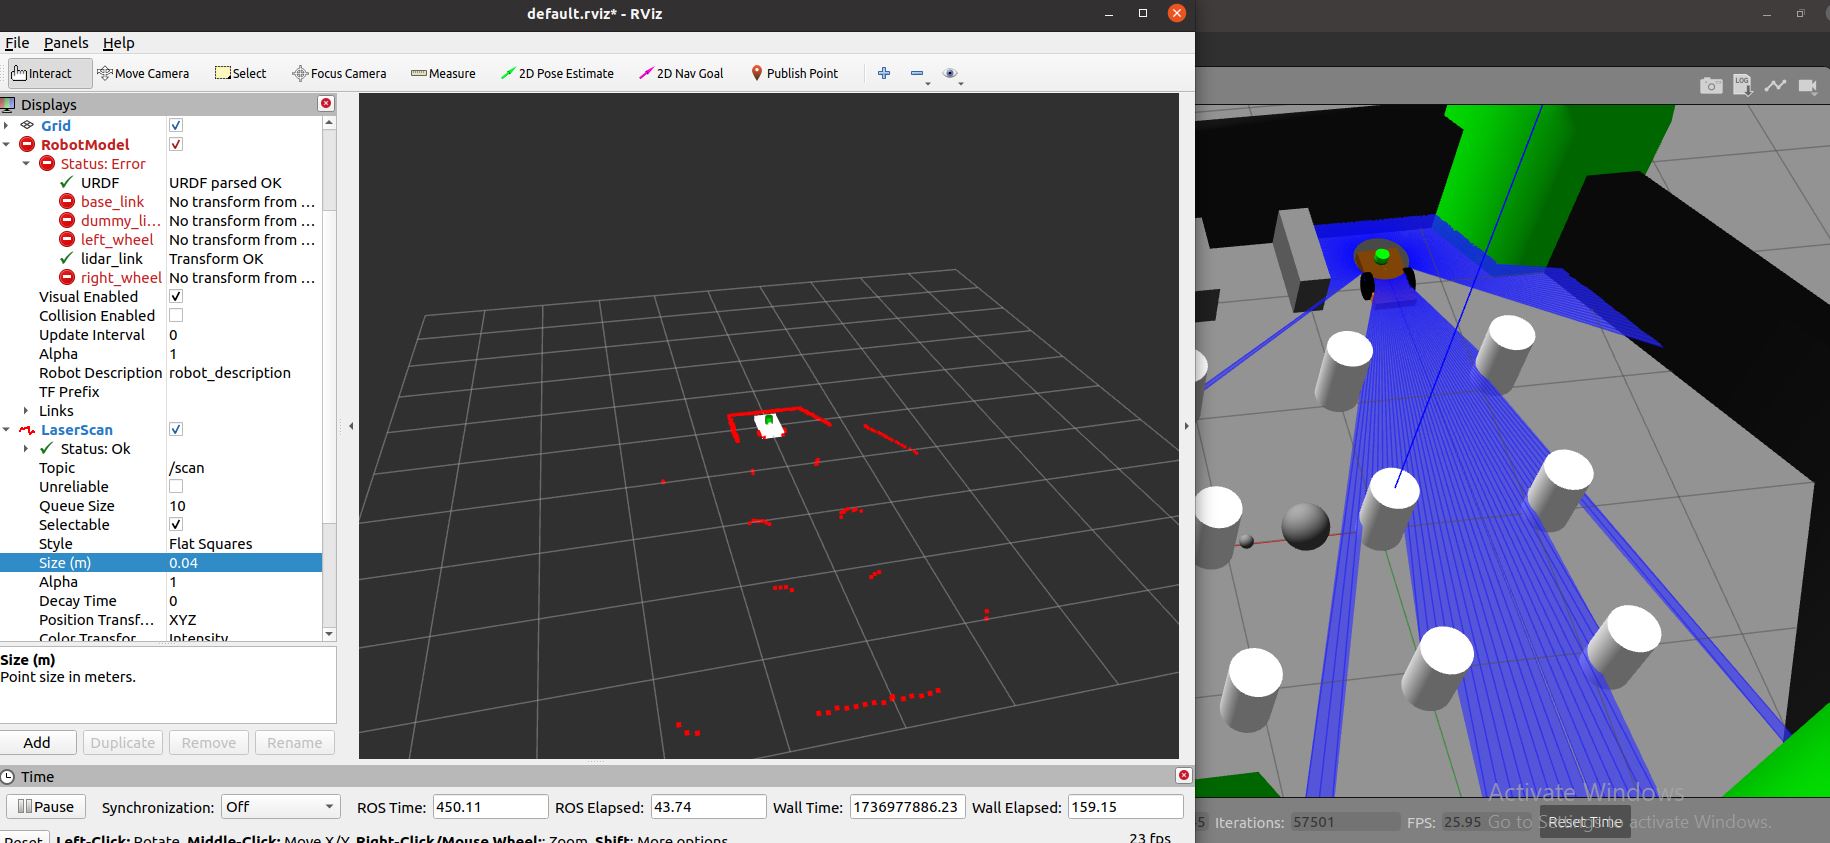 default.rviz* - RViz
File Panels Help
Interact Move Camera Select Focus Camera Measure 2D Pose Estimate 2D Nav Goal Publish Point
LOG
Displays
Grid
RobotModel
Status: Error
URDF URDF parsed OK
base_link No transform from ...
dummy_li... No transform from ...
left_wheel No transform from ...
lidar_link Transform OK
right_wheel No transform from ...
Visual Enabled
Collision Enabled
Update Interval 0
Alpha 1
Robot Description robot_description
TF Prefix
Links
LaserScan
Status: Ok
Topic /scan
Unreliable
Queue Size 10
Selectable
Style Flat Squares
Size (m) 0.04
Alpha 1
Decay Time 0
Position Transf... XYZ
Color Transfor Intensity
Size (m)
Point size in meters.
Add Duplicate Remove Rename
Time
Pause Synchronization: Off ROS Time: 450.11 ROS Elapsed: 43.74 Wall Time: 1736977886.23 Wall Elapsed: 159.15
Reset Left-Click: Rotate. Middle-Click: Move X/Y. Right-Click/Mouse Wheel:: Zoom. Shift: More options. 23 fps
5 Iterations: 57501 FPS: 25.95 Reset Time
Activate Windows
Go to Settings to activate Windows.